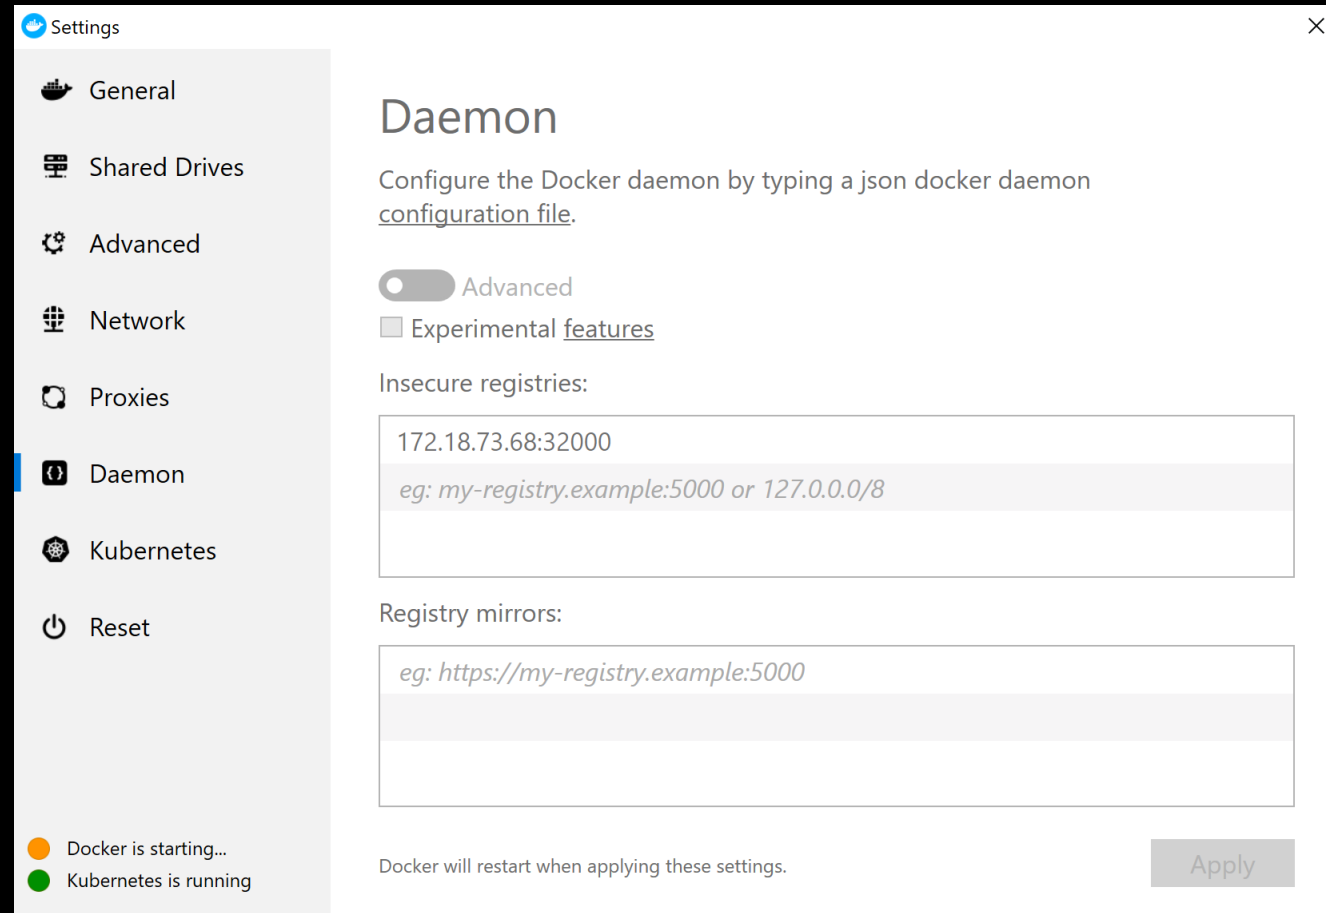 Settings
General
Shared Drives
Advanced
Network
Proxies
Daemon
Kubernetes
Reset
Docker is starting...
Kubernetes is running
Daemon
Configure the Docker daemon by typing a json docker daemon
configuration file.
Advanced
Experimental features
Insecure registries:
172.18.73.68:32000
eg: my-registry.example:5000 or 127.0.0.0/8
Registry mirrors:
eg: https://my-registry.example:5000
Docker will restart when applying these settings.
Apply